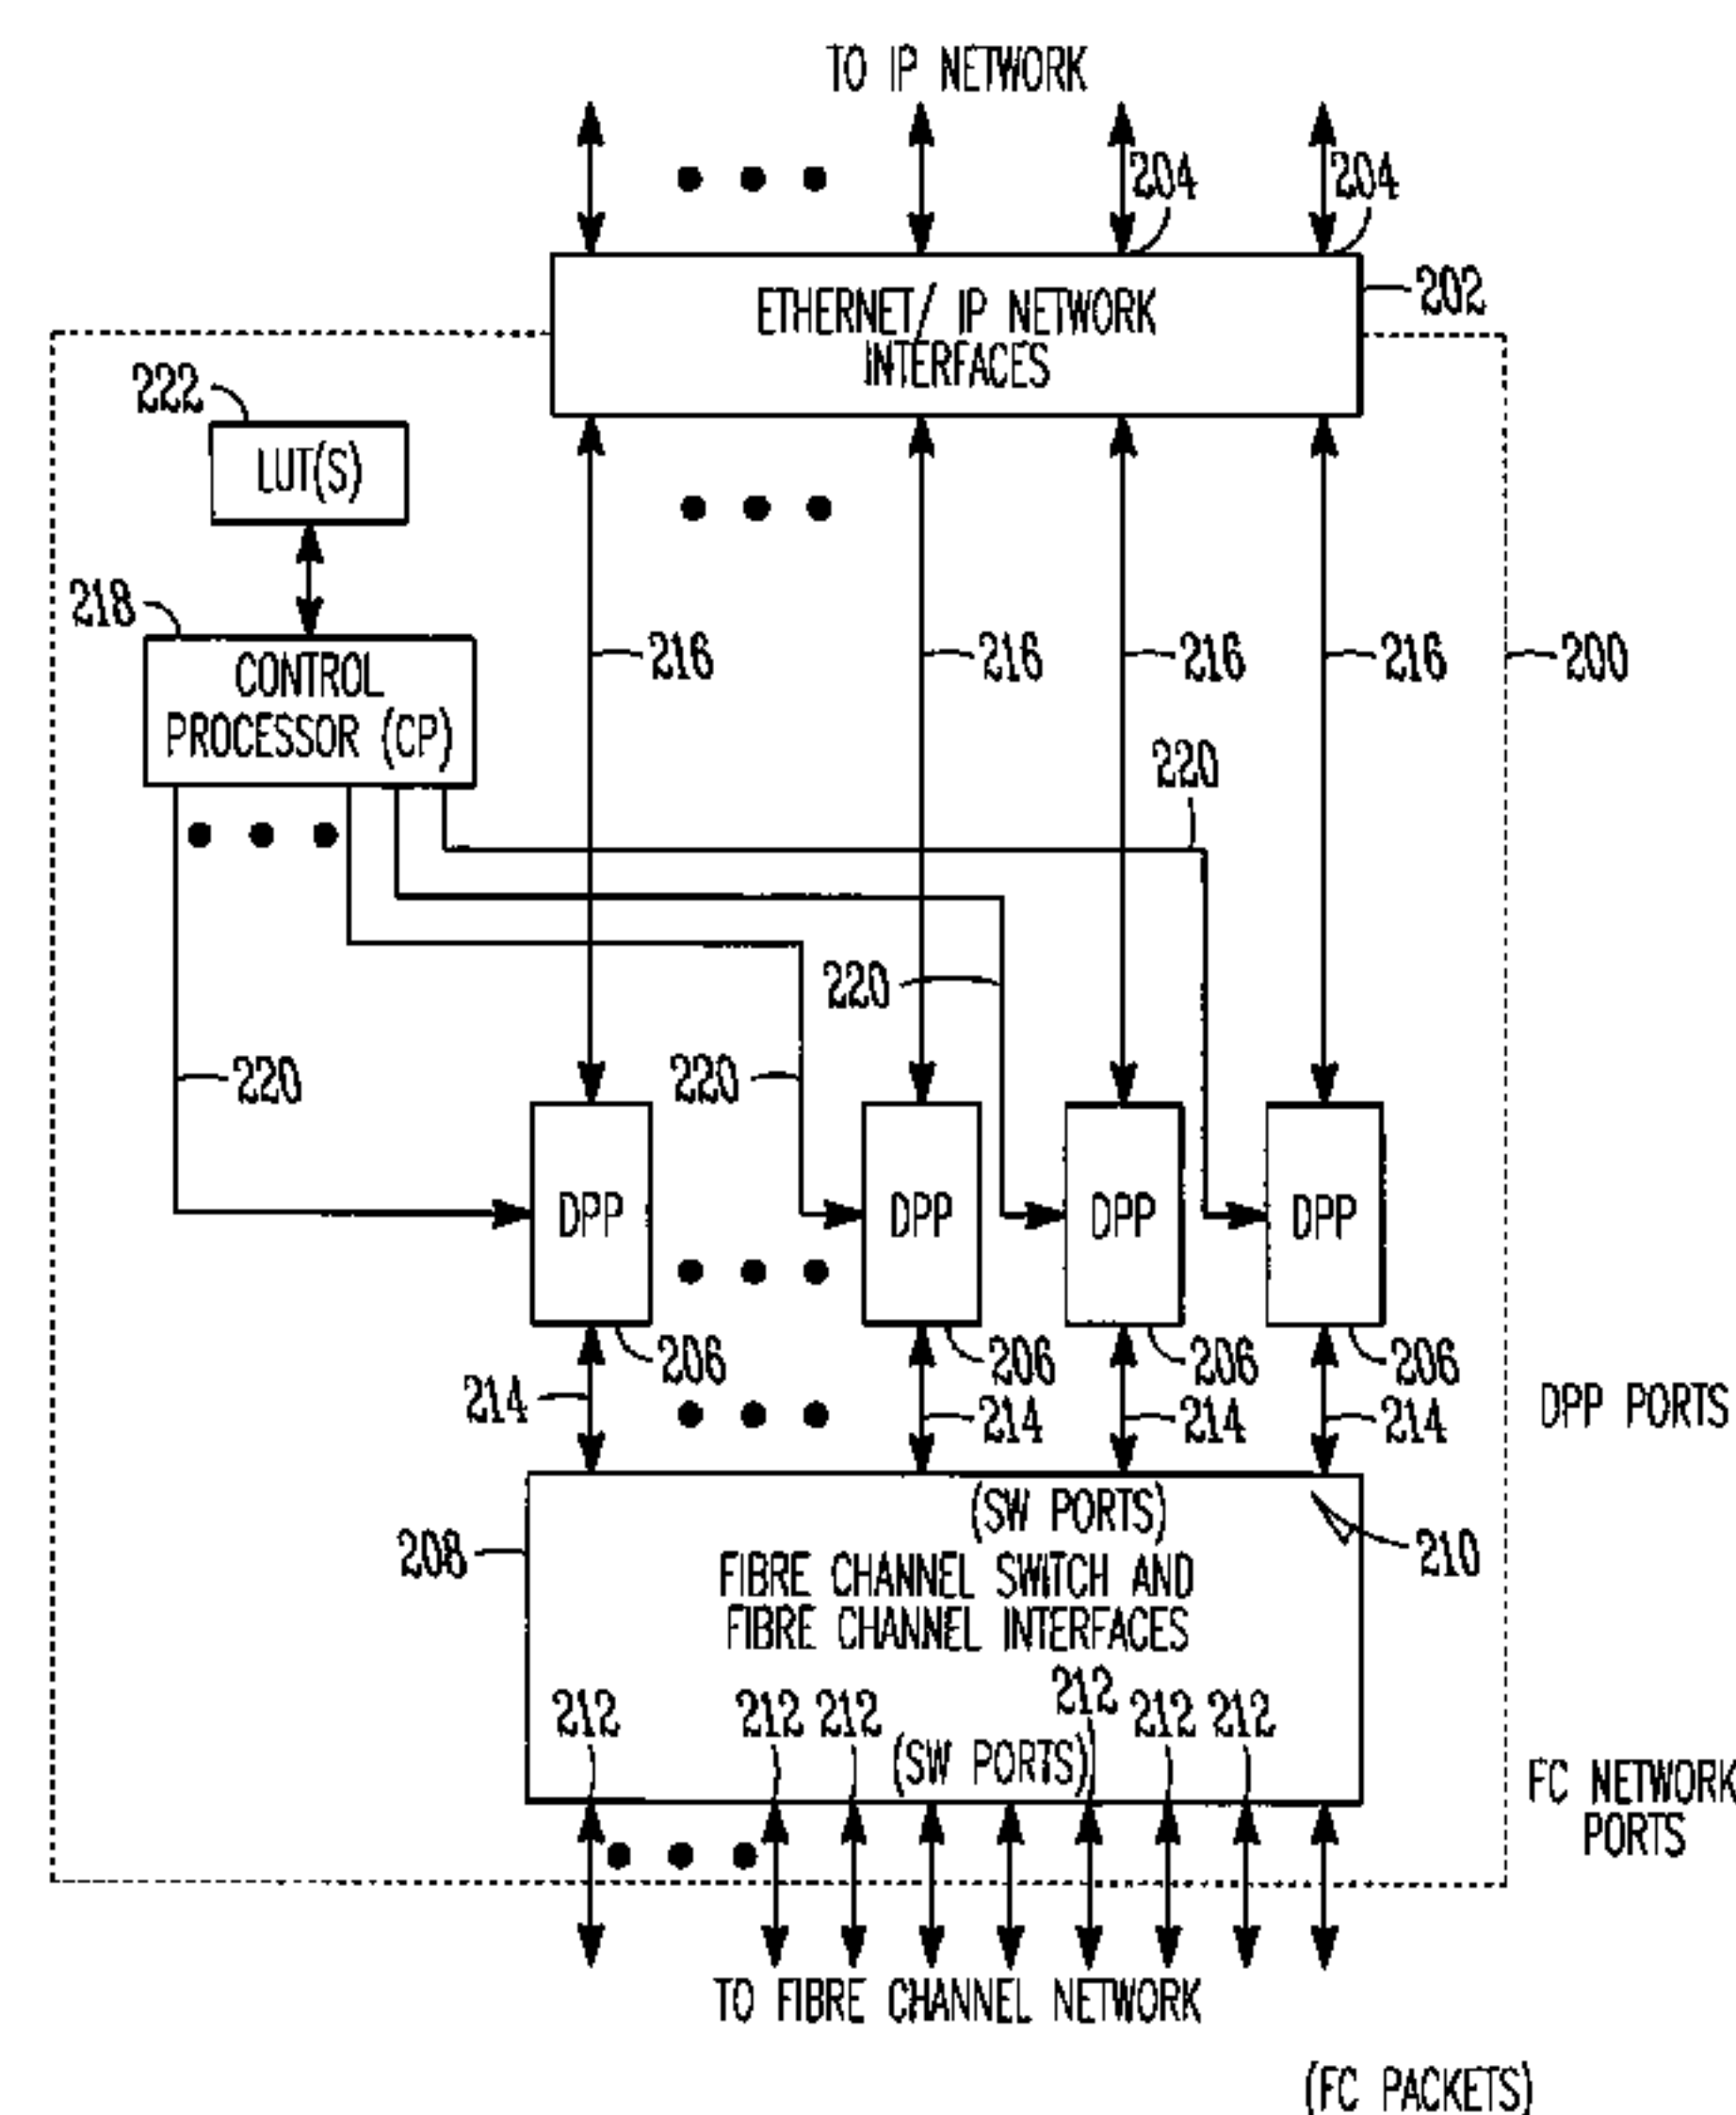 TO IP NETWORK
204 204
ETHERNET/ IP NETWORK
INTERFACES
202
222
LUT(S)
218
CONTROL
PROCESSOR (CP)
216 216 216 216 200
220
220
220 220
DPP DPP DPP DPP
206 206 206 206
214 214 214 214
DPP PORTS
(SW PORTS)
208
FIBRE CHANNEL SWITCH AND
FIBRE CHANNEL INTERFACES
210
212 212 212 212 212 212
(SW PORTS)
FC NETWORK
PORTS
TO FIBRE CHANNEL NETWORK
(FC PACKETS)